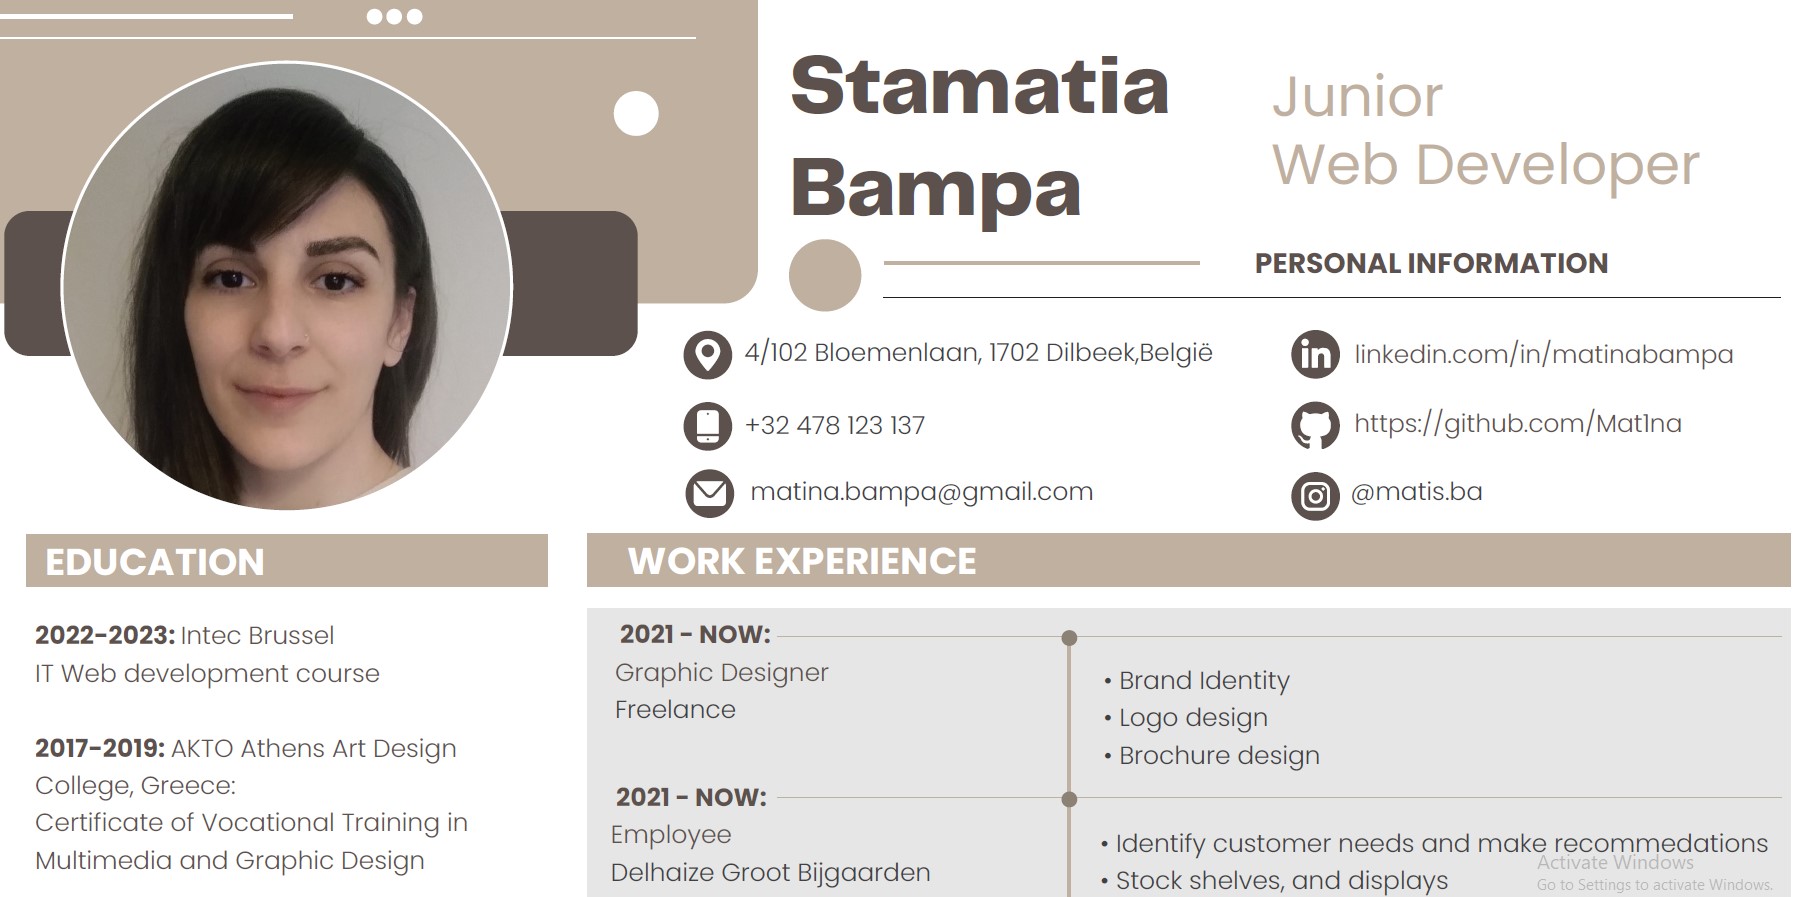 Stamatia
Bampa
Junior
Web Developer
PERSONAL INFORMATION
4/102 Bloemenlaan, 1702 Dilbeek,België
+32 478 123 137
matina.bampa@gmail.com
linkedin.com/in/matinabampa
https://github.com/Mat1na
@matis.ba
EDUCATION
2022-2023: Intec Brussel
IT Web development course
2017-2019: AKTO Athens Art Design
College, Greece:
Certificate of Vocational Training in
Multimedia and Graphic Design
WORK EXPERIENCE
2021 - NOW:
Graphic Designer
Freelance
• Brand Identity
• Logo design
• Brochure design
2021 - NOW:
Employee
Delhaize Groot Bijgaarden
• Identify customer needs and make recommedations
• Stock shelves, and displays
Activate Windows
Go to Settings to activate Windows.